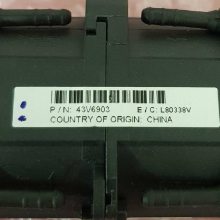 P/N: 43V6903 E/C: L80338V
COUNTRY OF ORIGIN: CHINA